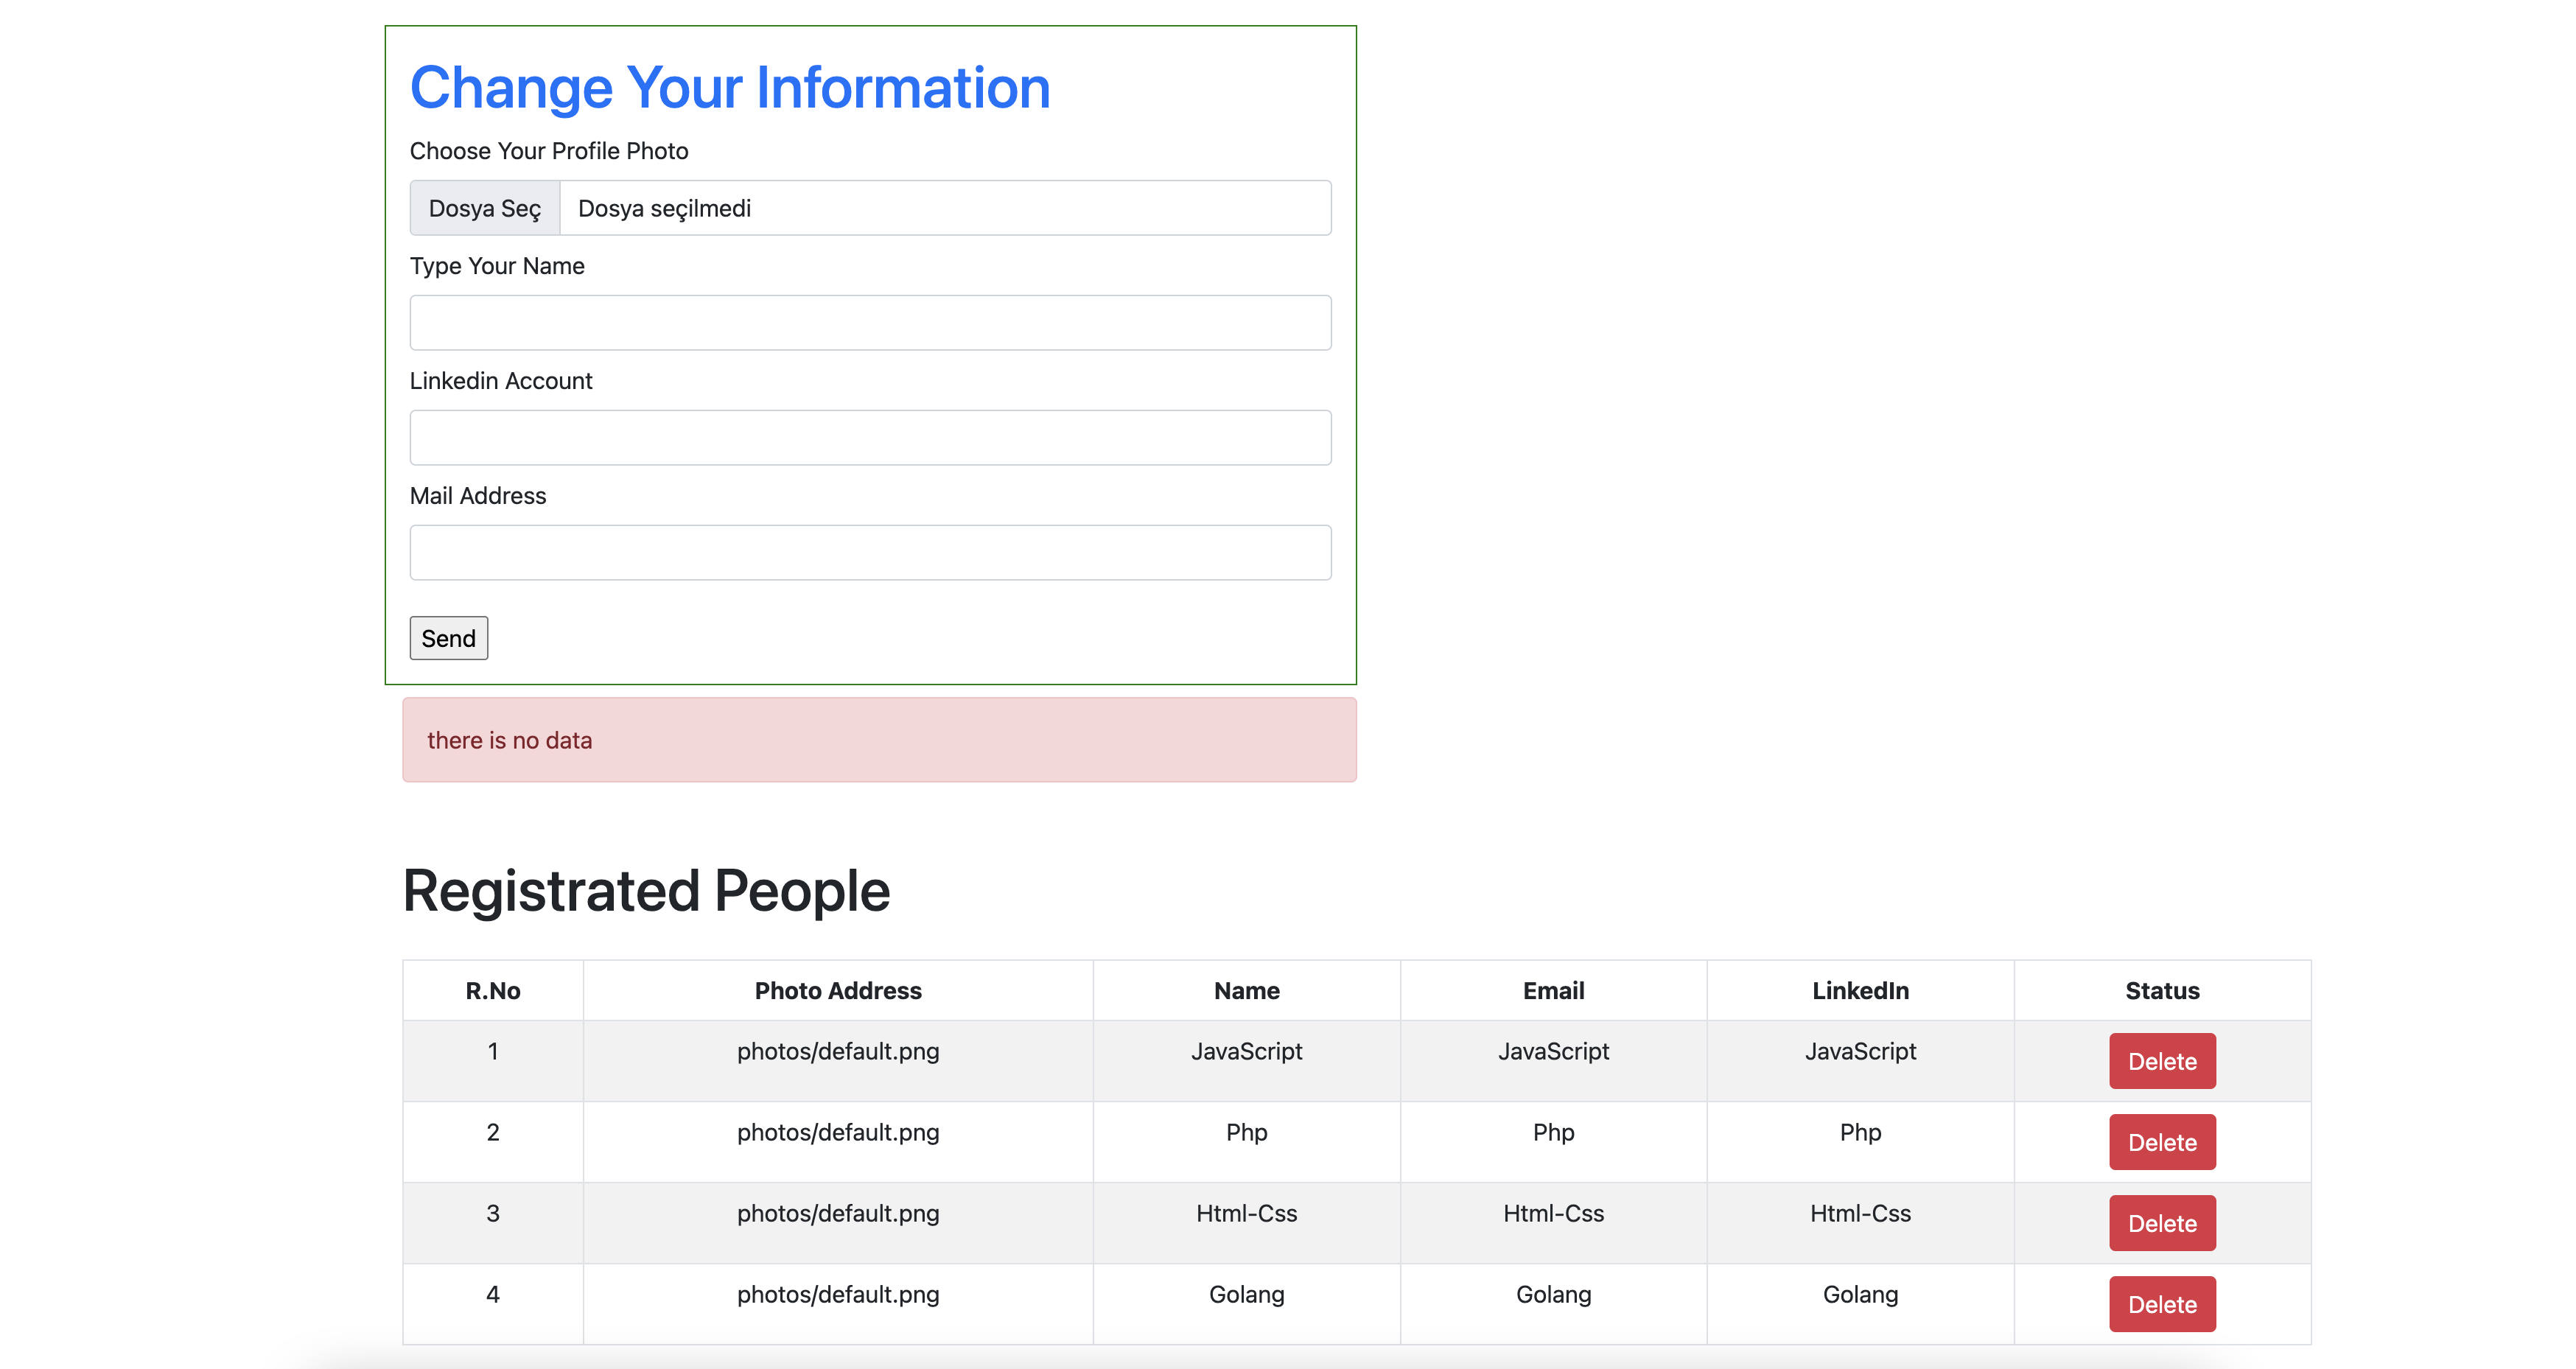 Change Your Information
Choose Your Profile Photo
Dosya Seç Dosya seçilmedi
Type Your Name
Linkedin Account
Mail Address
Send
there is no data
Registrated People
R.No Photo Address Name Email LinkedIn Status
1 photos/default.png JavaScript JavaScript JavaScript Delete
2 photos/default.png Php Php Php Delete
3 photos/default.png Html-Css Html-Css Html-Css Delete
4 photos/default.png Golang Golang Golang Delete